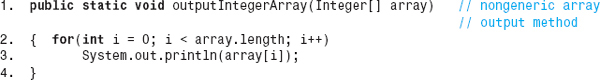 1. public static void outputIntegerArray(Integer[] array) // nongeneric array
// output method
2. { for(int i = 0; i < array.length; i++)
3. System.out.println(array[i]);
4. }